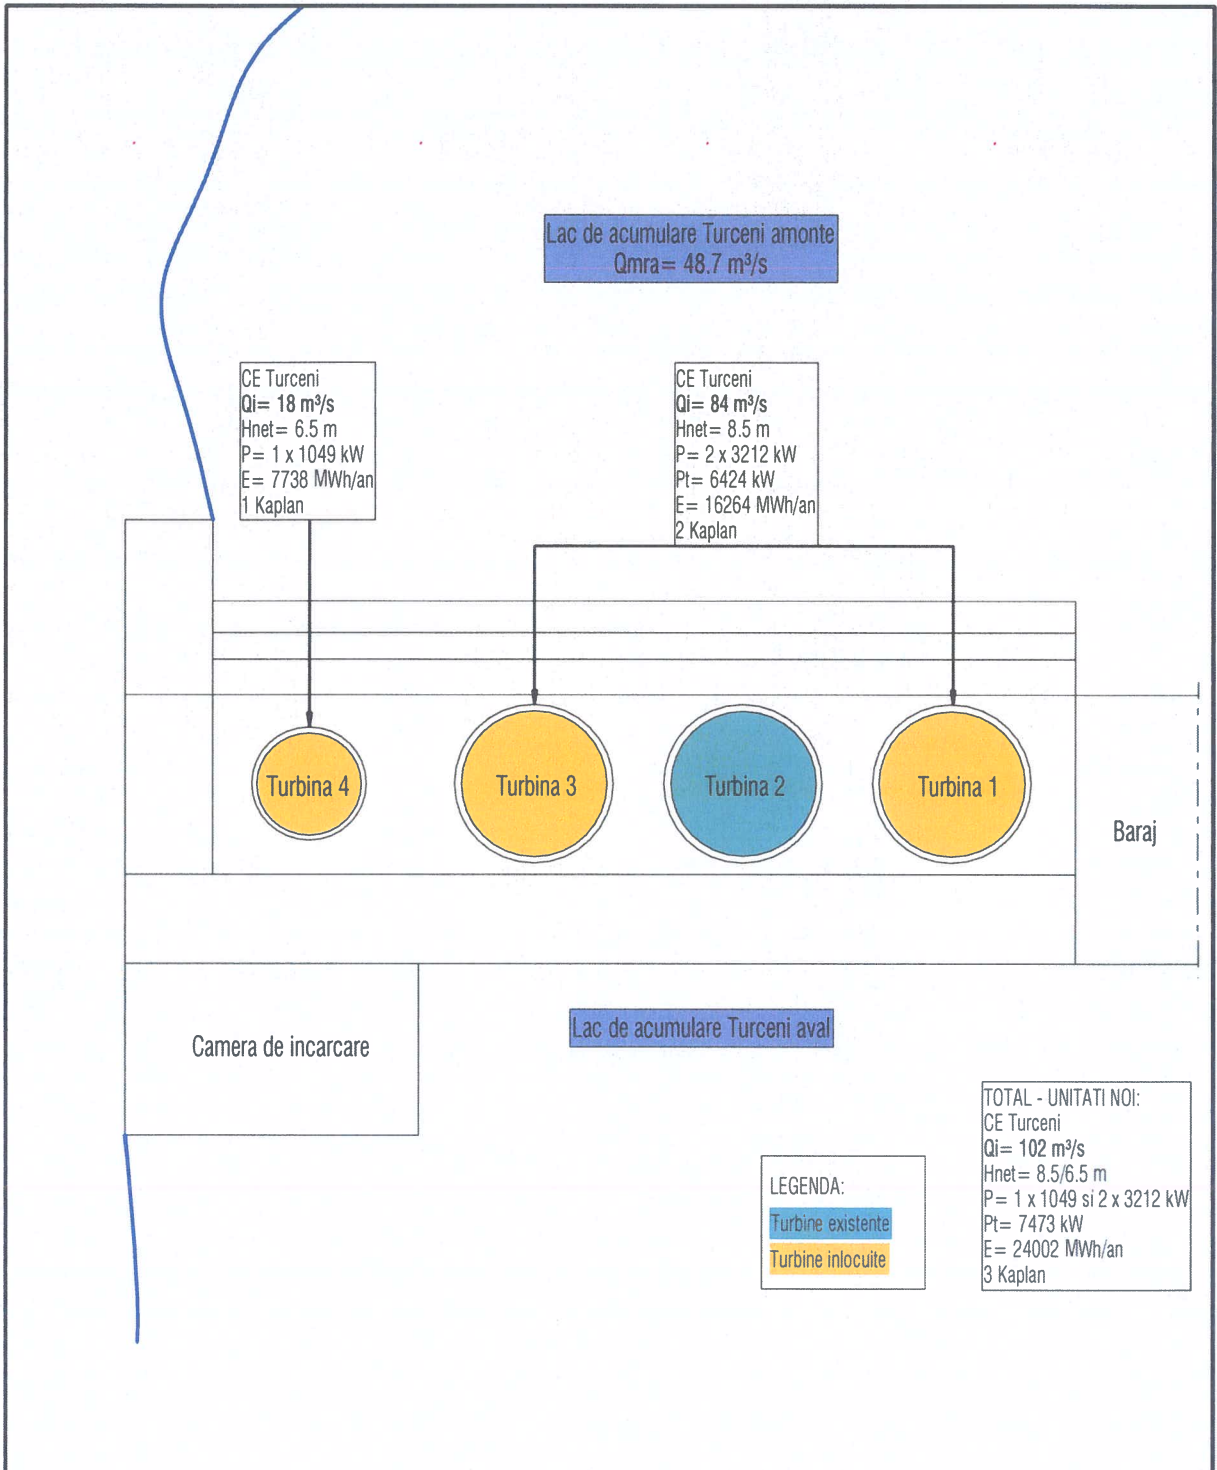 Lac de acumulare Turceni amonte
Qmra= 48.7 m³/s
CE Turceni
Qi= 18 m³/s
Hnet= 6.5 m
P= 1 x 1049 kW
E= 7738 MWh/an
1 Kaplan
CE Turceni
Qi= 84 m³/s
Hnet= 8.5 m
P= 2 x 3212 kW
Pt= 6424 kW
E= 16264 MWh/an
2 Kaplan
Turbina 4
Turbina 3
Turbina 2
Turbina 1
Baraj
Camera de incarcare
Lac de acumulare Turceni aval
LEGENDA:
Turbine existente
Turbine inlocuite
TOTAL - UNITATI NOI:
CE Turceni
Qi= 102 m³/s
Hnet= 8.5/6.5 m
P= 1 x 1049 si 2 x 3212 kW
Pt= 7473 kW
E= 24002 MWh/an
3 Kaplan